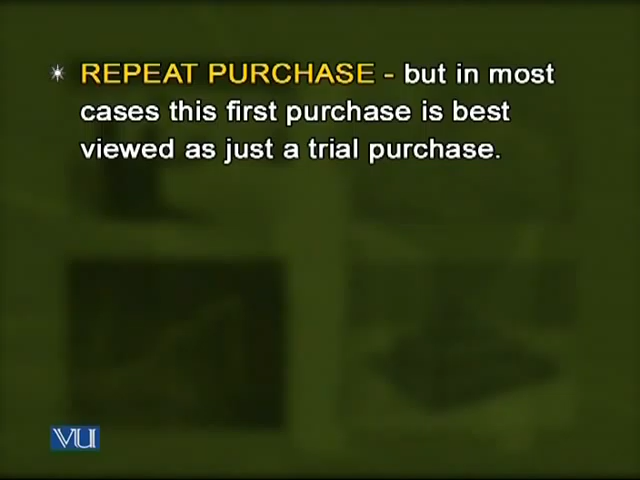 REPEAT PURCHASE - but in most
cases this first purchase is best
viewed as just a trial purchase.
VU